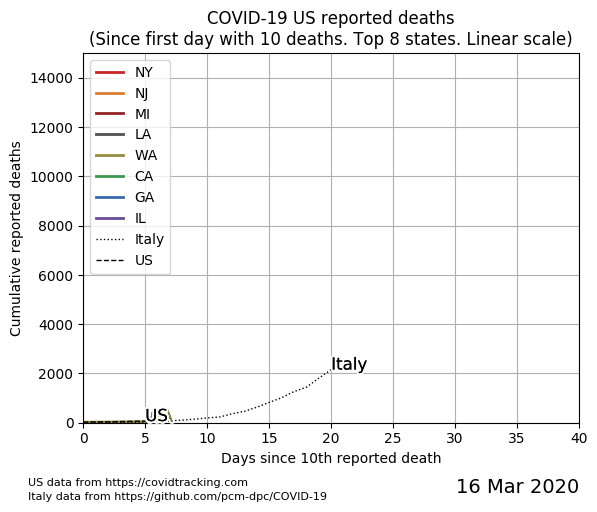 COVID-19 US reported deaths
(Since first day with 10 deaths. Top 8 states. Linear scale)
14000
12000
10000
8000
6000
4000
2000
0
Cumulative reported deaths
NY
NJ
MI
LA
WA
CA
GA
IL
Italy
US
Italy
US
0 5 10 15 20 25 30 35 40
Days since 10th reported death
US data from https://covidtracking.com
Italy data from https://github.com/pcm-dpc/COVID-19
16 Mar 2020